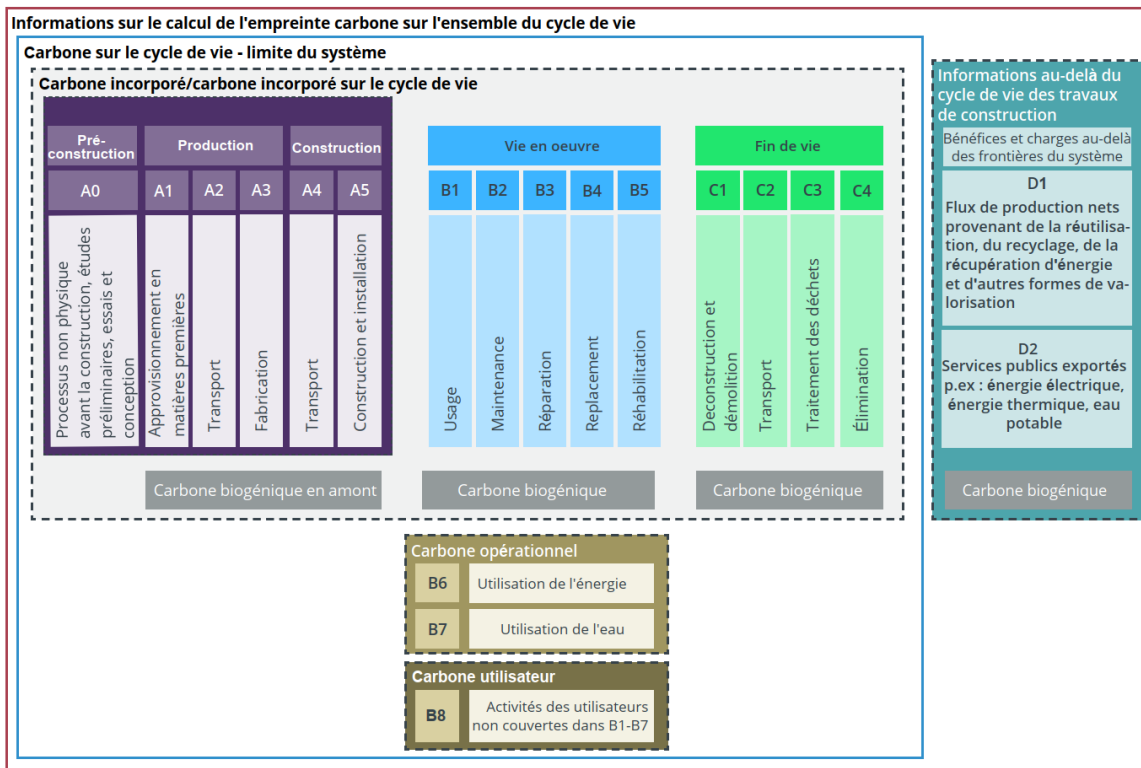 Informations sur le calcul de l'empreinte carbone sur l'ensemble du cycle de vie
Carbone sur le cycle de vie - limite du système
Carbone incorporé/carbone incorporé sur le cycle de vie
Pré-
construction
Production
Construction
A0
A1
A2
A3
A4
A5
Processus non physique
avant la construction, études
préliminaires, essais et
conception
Approvisionnement en
matières premières
Transport
Fabrication
Transport
Construction et installation
Carbone biogénique en amont
Vie en oeuvre
B1
B2
B3
B4
B5
Usage
Maintenance
Réparation
Replacement
Réhabilitation
Carbone biogénique
Fin de vie
C1
C2
C3
C4
Deconstruction et
démolition
Transport
Traitement des déchets
Élimination
Carbone biogénique
Informations au-delà du
cycle de vie des travaux
de construction
Bénéfices et charges au-delà
des frontières du système
D1
Flux de production nets
provenant de la réutilisa-
tion, du recyclage, de la
récupération d'énergie
et d'autres formes de va-
lorisation
D2
Services publics exportés
p.ex : énergie électrique,
énergie thermique, eau
potable
Carbone biogénique
Carbone opérationnel
B6
Utilisation de l'énergie
B7
Utilisation de l'eau
Carbone utilisateur
B8
Activités des utilisateurs
non couvertes dans B1-B7